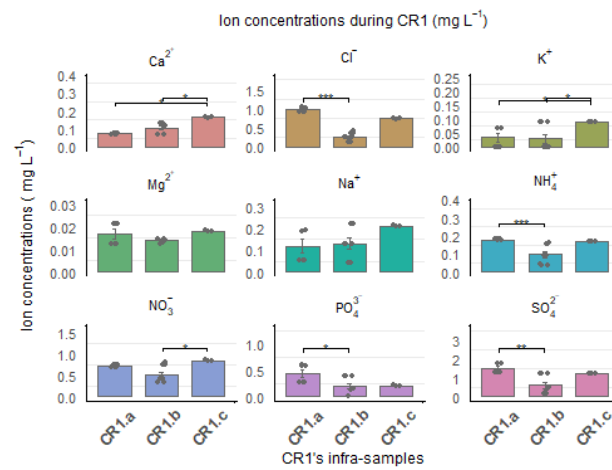 Ion concentrations during CR1 (mg L⁻¹)
Ca²⁺
Cl⁻
K⁺
0.4
0.3
0.2
0.1
0.0
***
*
*
1.5
1.0
0.5
0.0
***
0.25
0.20
0.15
0.05
0.00
*
*
Mg²⁺
Na⁺
NH₄⁺
0.03
0.02
0.01
0.00
0.3
0.2
0.1
0.0
0.4
0.3
0.2
0.1
0.0
***
NO₃⁻
PO₄³⁻
SO₄²⁻
1.5
1.0
0.5
0.0
*
1.5
1.0
0.5
0.0
*
3
2
1
0
**
CR1.a
CR1.b
CR1.c
CR1.a
CR1.b
CR1.c
CR1.a
CR1.b
CR1.c
CR1's infra-samples
Ion concentrations ( mg L⁻¹)